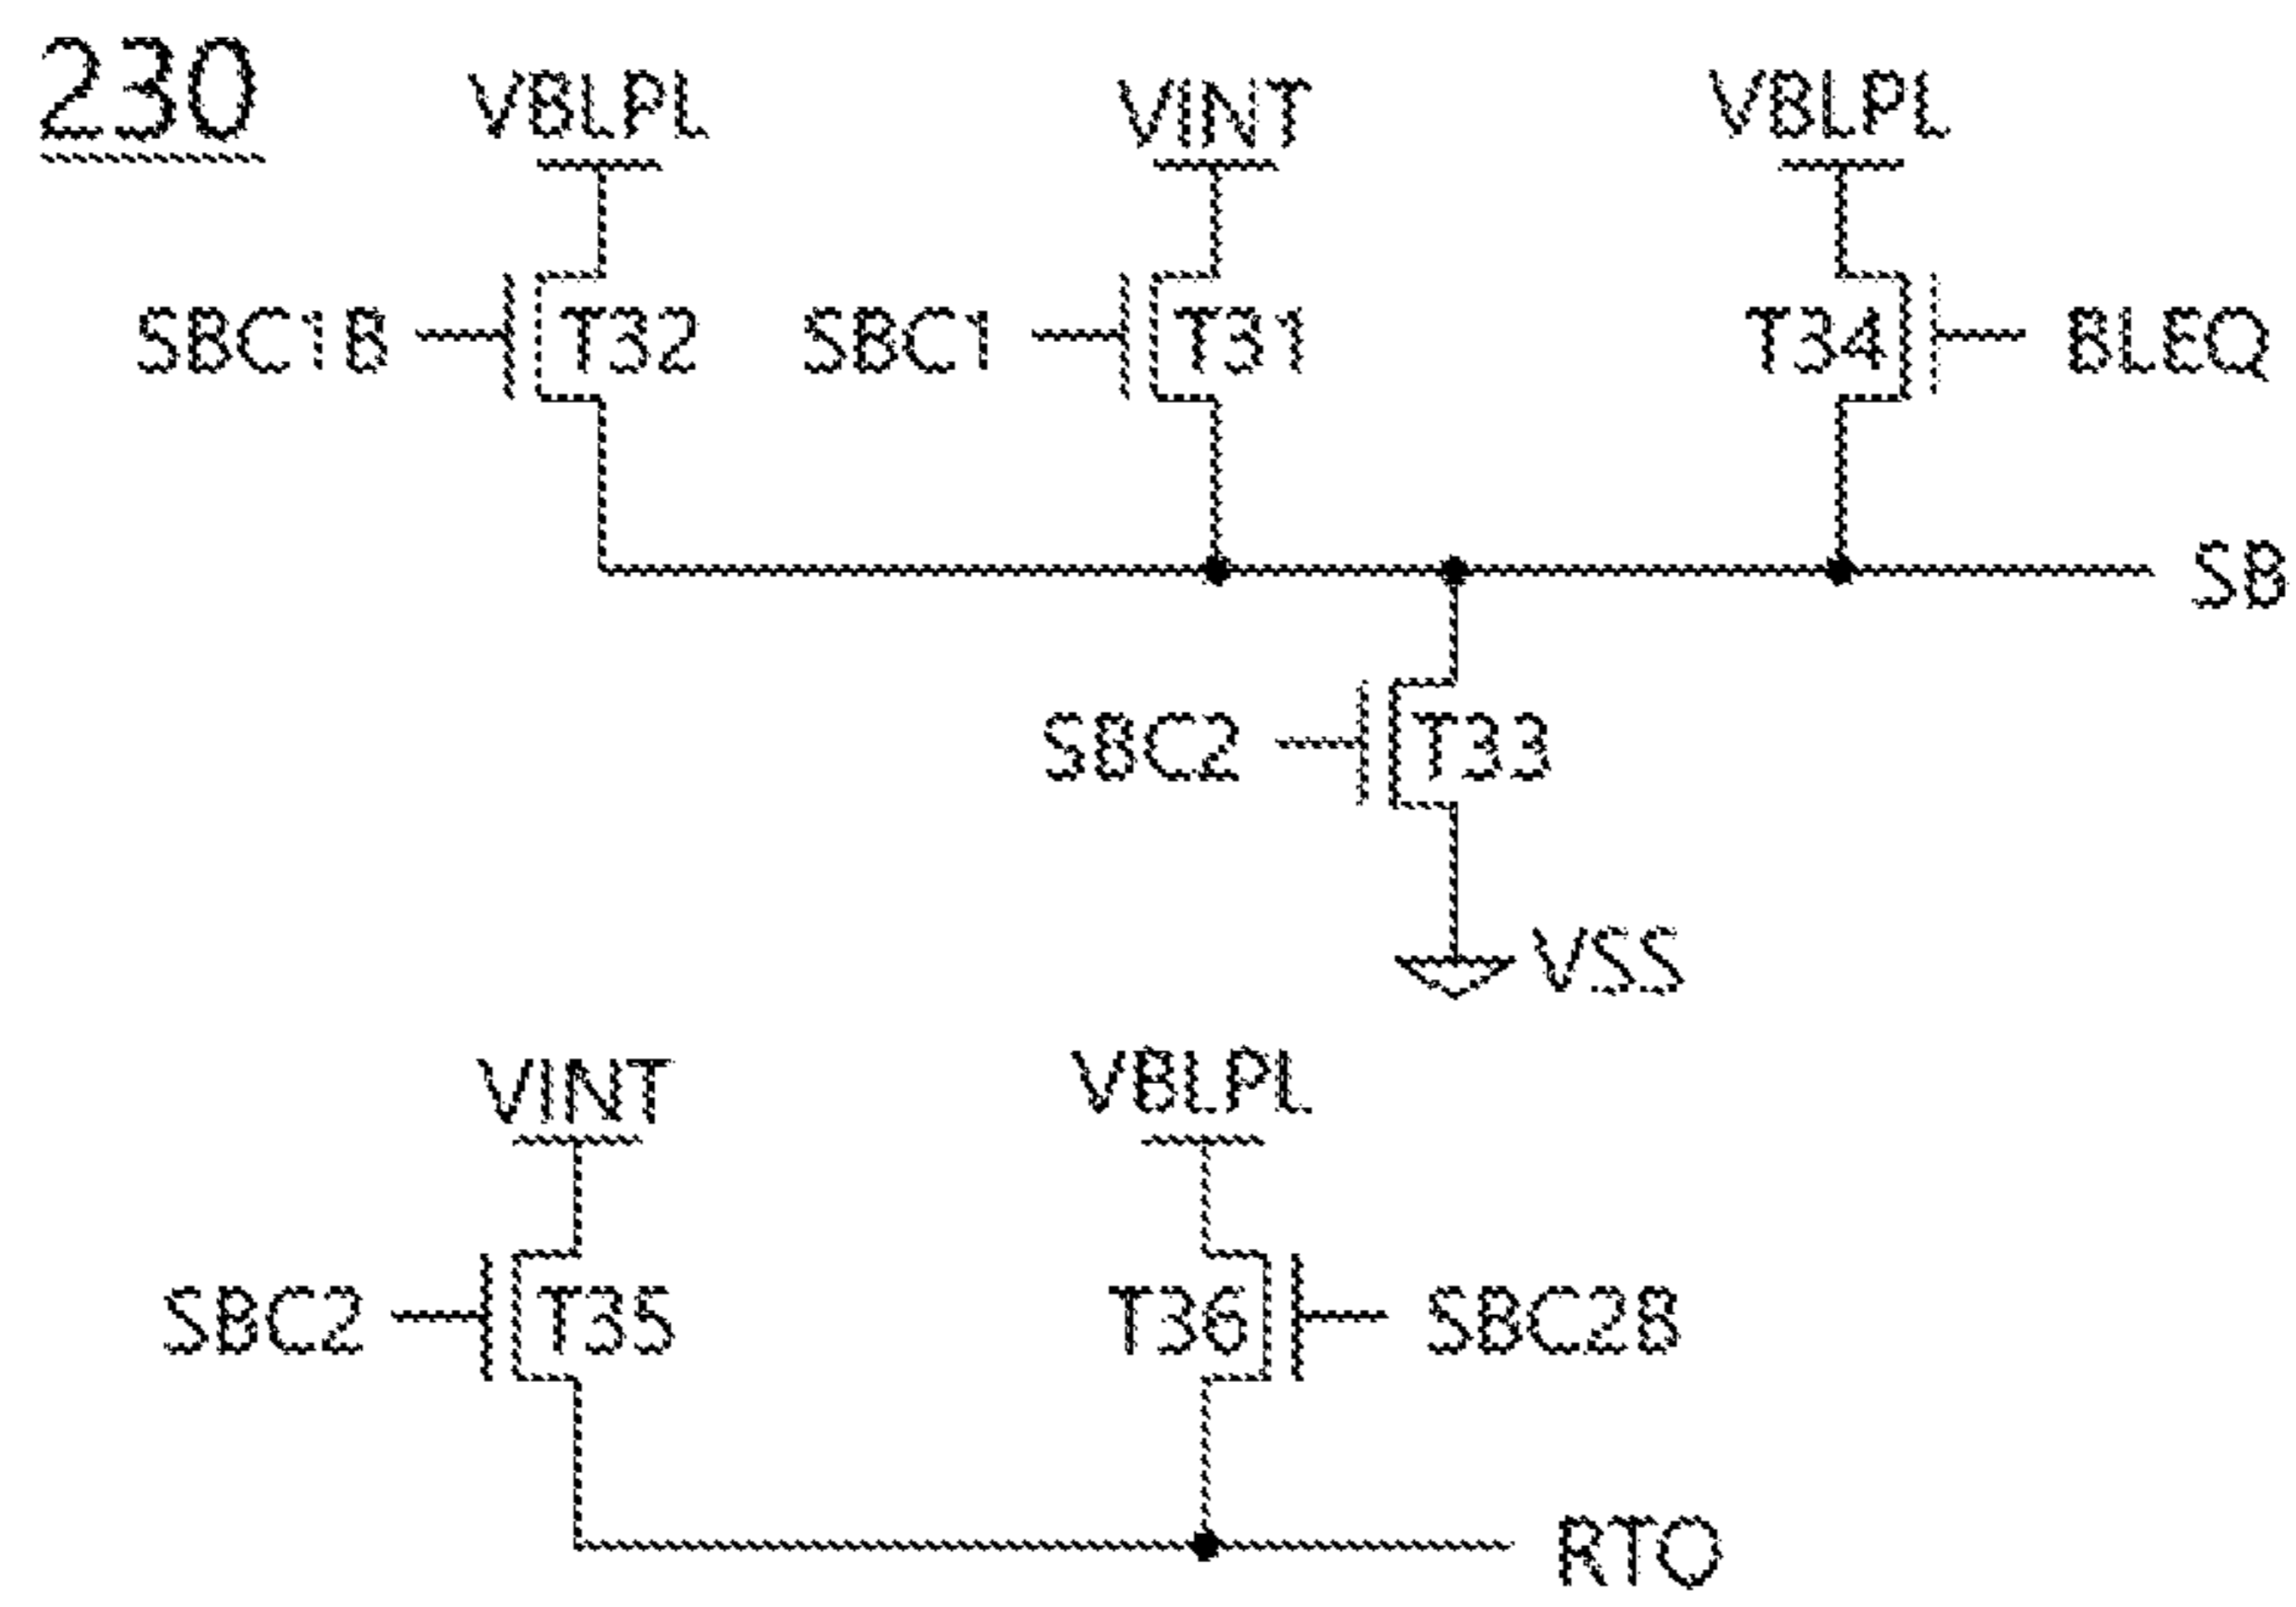 230
VBLPL VINT VBLPL
SBC1B T32 SBC1 T31 T34 BLEQ
SB
SBC2 T33
VSS
VINT VBLPL
SBC2 T35 T36 SBC2B
RTO